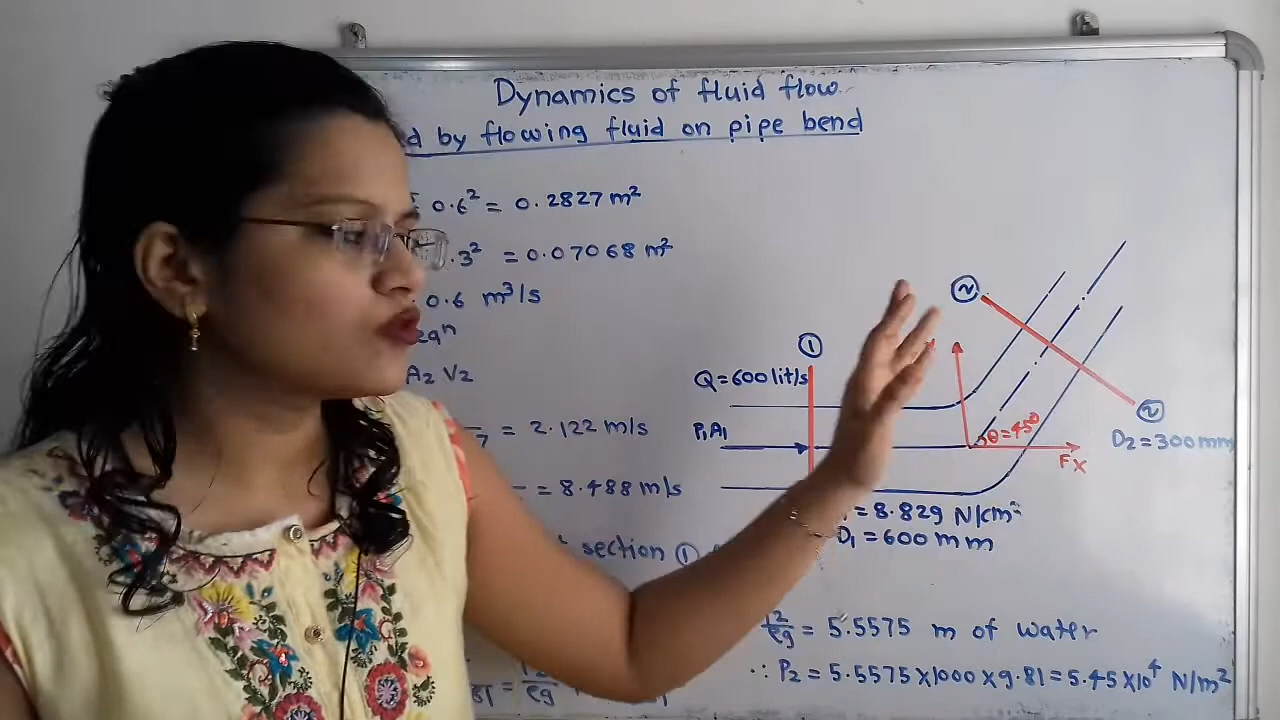 Dynamics of fluid flow
by flowing fluid on pipe bend
0.6² = 0.2827 m²
.3² = 0.07068 m²
0.6 m³/s
eqⁿ
A₂ V₂
= 2.122 m/s
= 8.488 m/s
section ①
①
②
Q=600 lit/s
P₁A₁
θ=45°
Fx
②
D₂=300mm
= 8.829 N/cm²
D₁=600 mm
= 5.5575 m of water
∴ P₂ = 5.5575×1000×9.81=5.45×10⁴ N/m²